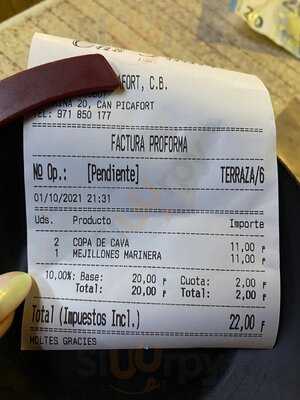 FORT, C.B.
INA 20, CAN PICAFORT
TEL: 971 850 177
FACTURA PROFORMA
Nº Op.: [Pendiente] TERRAZA/6
01/10/2021 21:31
Uds. Producto Importe
2 COPA DE CAVA 11,00 €
1 MEJILLONES MARINERA 11,00 €
10,00%: Base: 20,00 € Cuota: 2,00 €
Total: 20,00 € Total: 2,00 €
Total (Impuestos Incl.) 22,00 €
MOLTES GRACIES